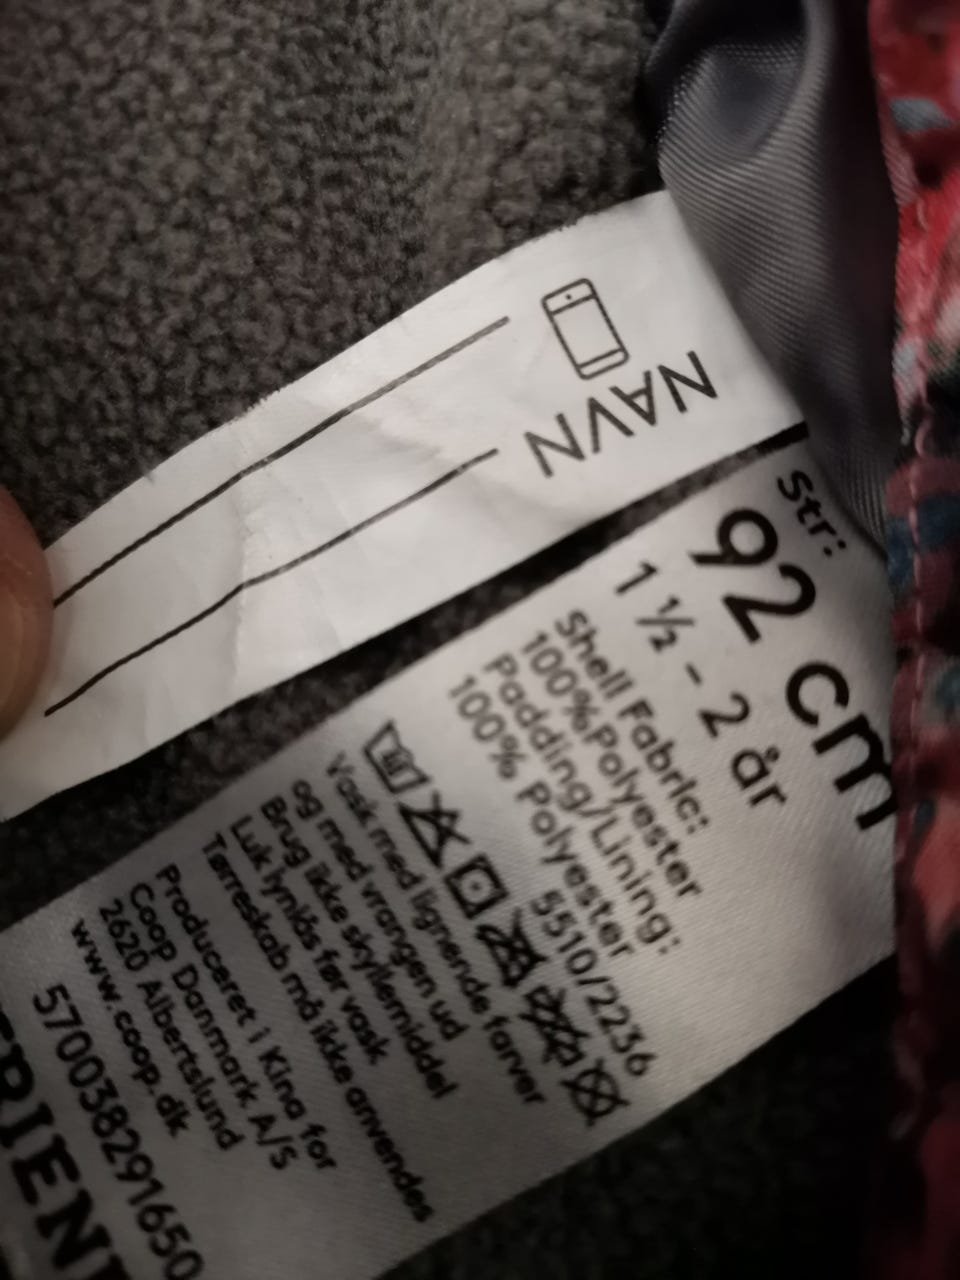 NAVN
Str:
92 cm
1 ½ - 2 år
Shell Fabric:
100%Polyester
Padding/Lining:
100% Polyester
5510/2236
Vask med lignende farver
og med vrangen ud
Brug ikke skyllemiddel
Luk lynlås før vask
Tørreskab må ikke anvendes
Produceret i Kina for
Coop Danmark A/S
2620 Albertslund
www.coop.dk
570038291650